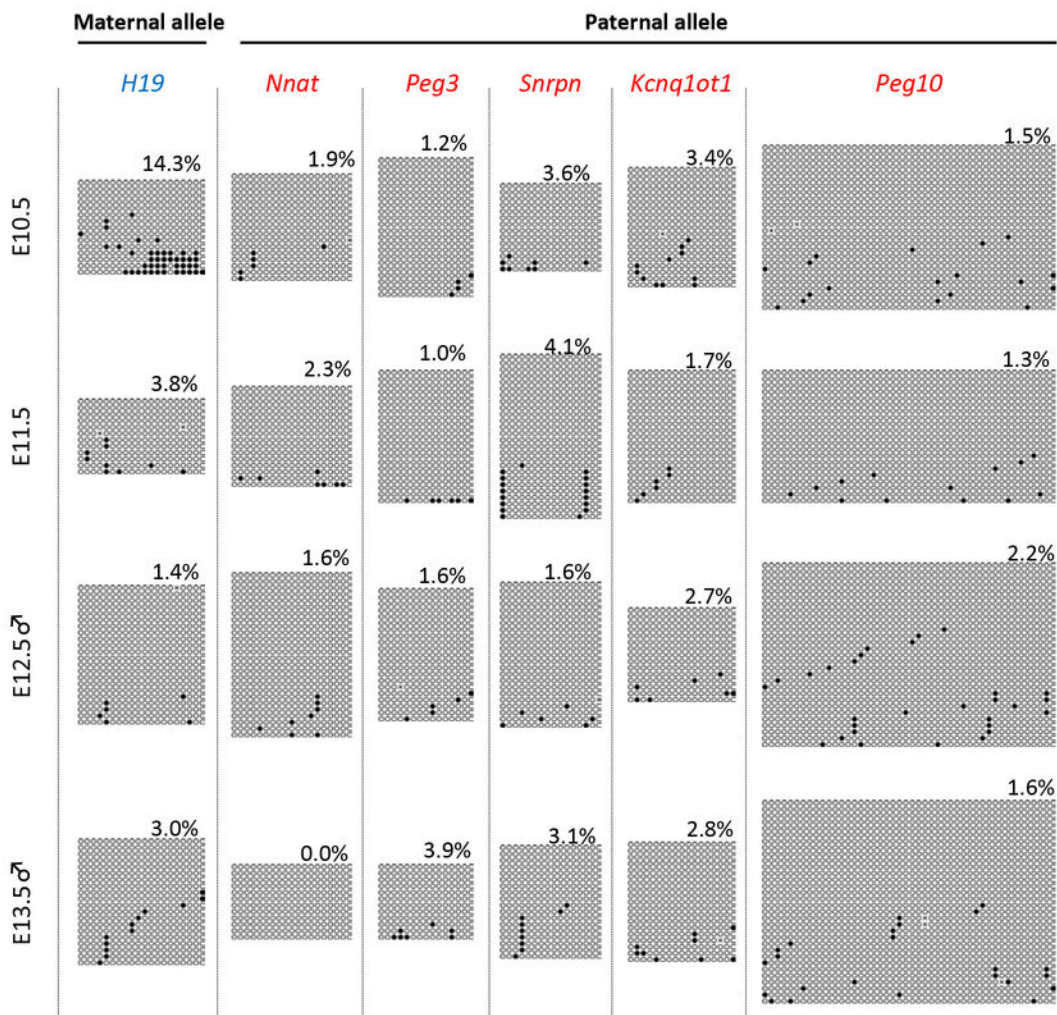 Maternal allele Paternal allele
H19 Nnat Peg3 Snrpn Kcnq1ot1 Peg10
E10.5 14.3% 1.9% 1.2% 3.6% 3.4% 1.5%
E11.5 3.8% 2.3% 1.0% 4.1% 1.7% 1.3%
E12.5♂ 1.4% 1.6% 1.6% 1.6% 2.7% 2.2%
E13.5♂ 3.0% 0.0% 3.9% 3.1% 2.8% 1.6%